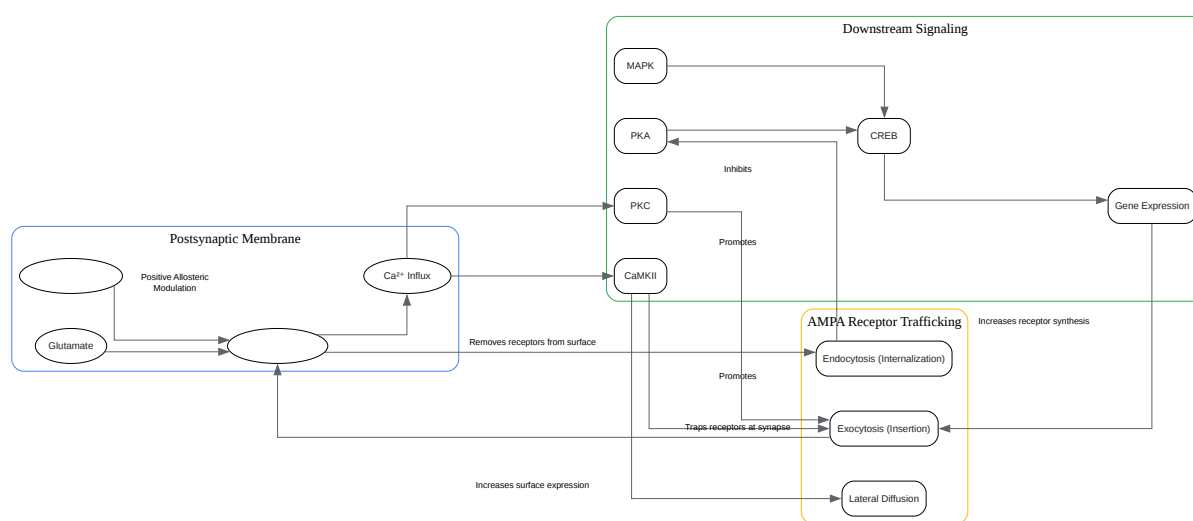 Downstream Signaling
MAPK
PKA
CREB
Inhibits
PKC
Gene Expression
Promotes
Postsynaptic Membrane
Positive Allosteric
Modulation
Ca²⁺ Influx
CaMKII
Glutamate
AMPA Receptor Trafficking
Increases receptor synthesis
Removes receptors from surface
Endocytosis (Internalization)
Promotes
Traps receptors at synapse
Exocytosis (Insertion)
Increases surface expression
Lateral Diffusion